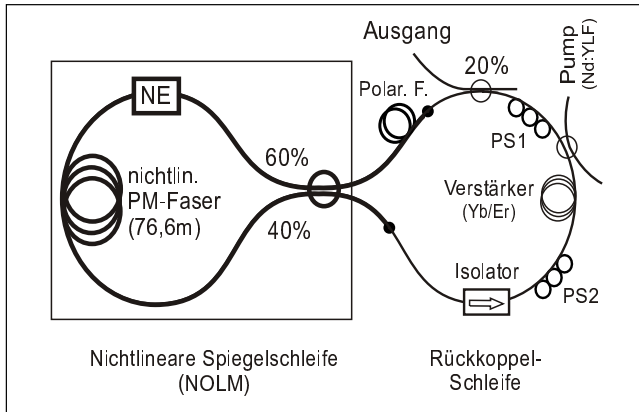 Ausgang
20%
Pump
(Nd:YLF)
Polar. F.
NE
PS1
60%
nichtlin.
PM-Faser
(76,6m)
40%
Verstärker
(Yb/Er)
Isolator
PS2
Nichtlineare Spiegelschleife
(NOLM)
Rückkoppel-
Schleife